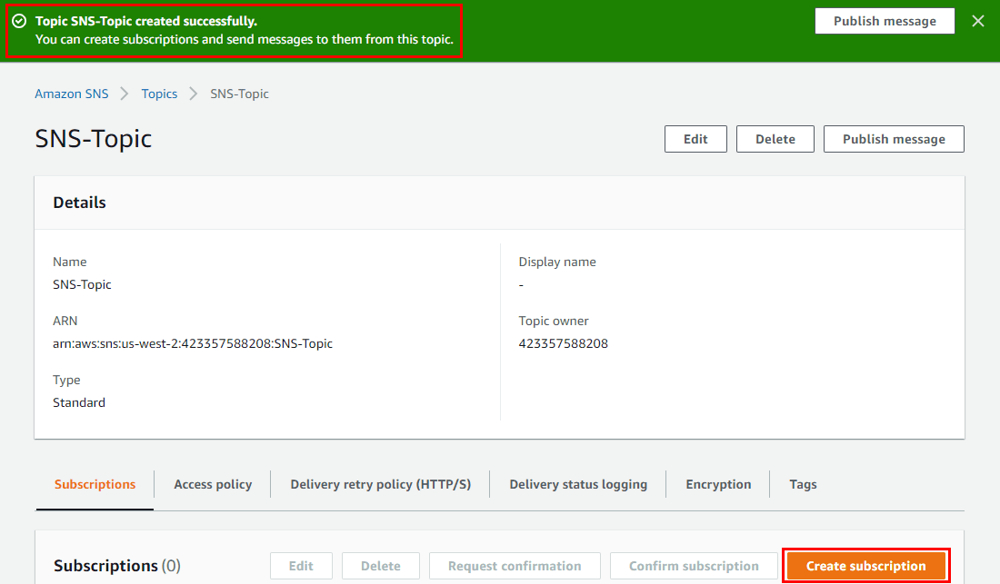 Topic SNS-Topic created successfully.
You can create subscriptions and send messages to them from this topic.
Publish message
Amazon SNS
Topics
SNS-Topic
SNS-Topic
Edit
Delete
Publish message
Details
Name
SNS-Topic
ARN
arn:aws:sns:us-west-2:423357588208:SNS-Topic
Type
Standard
Display name
-
Topic owner
423357588208
Subscriptions
Access policy
Delivery retry policy (HTTP/S)
Delivery status logging
Encryption
Tags
Subscriptions (0)
Edit
Delete
Request confirmation
Confirm subscription
Create subscription